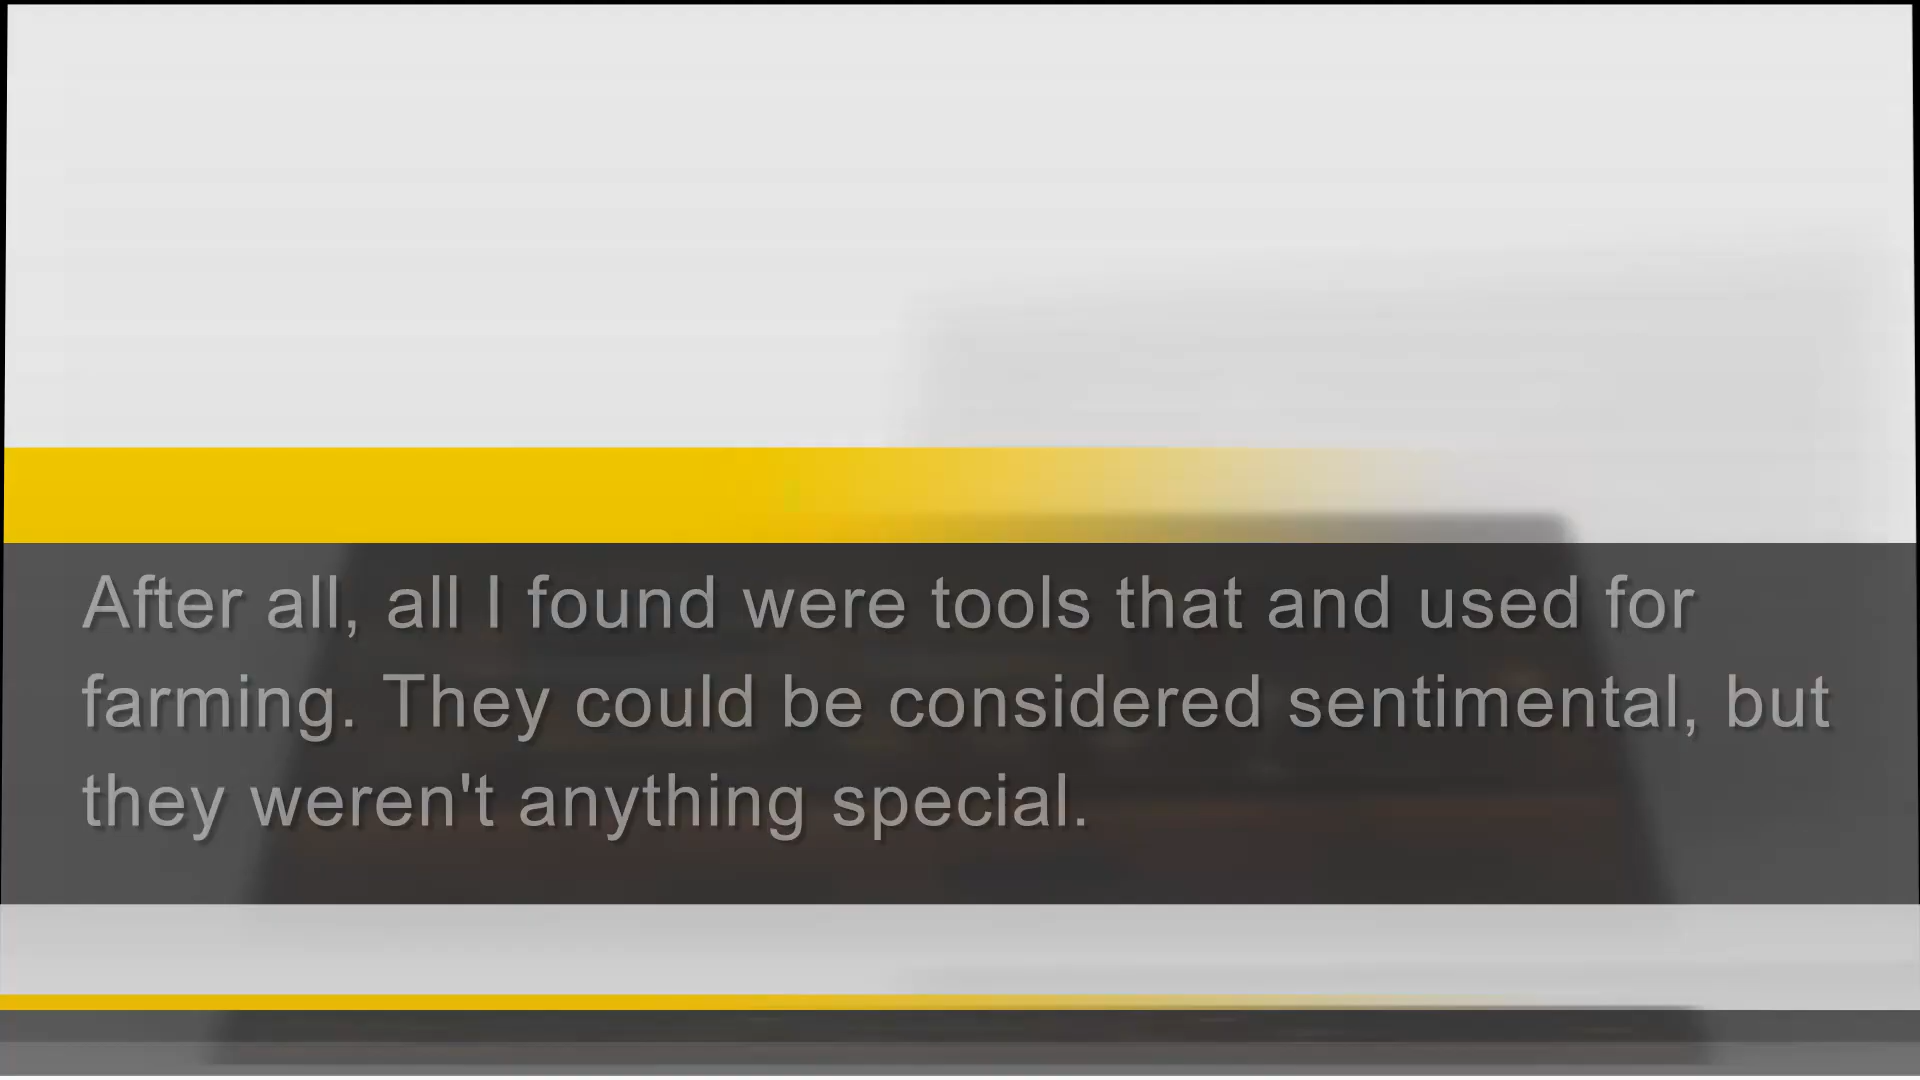 After all, all I found were tools that and used for
farming. They could be considered sentimental, but
they weren't anything special.